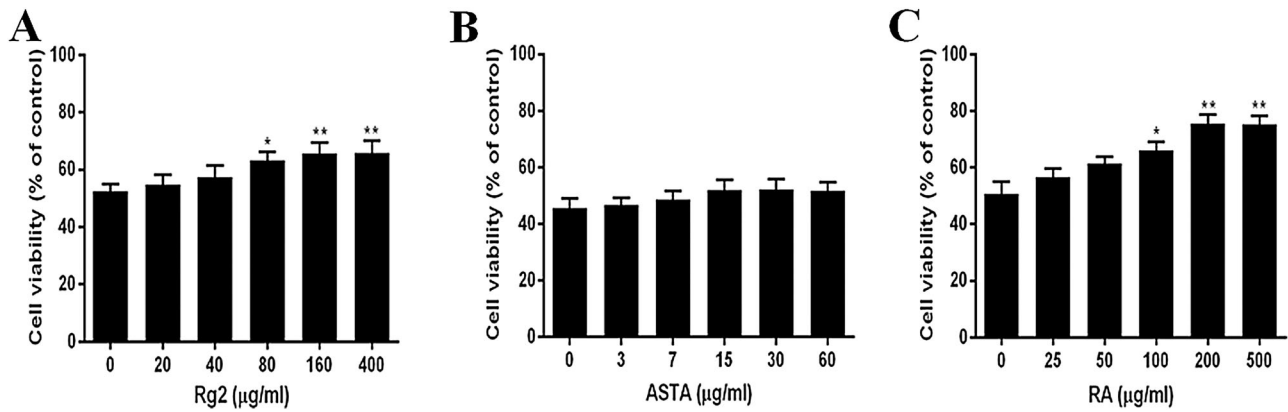 A
Cell viability (% of control)
100
80
60
40
20
0
*
**
**
0 20 40 80 160 400
Rg2 (μg/ml)
B
Cell viability (% of control)
100
80
60
40
20
0
0 3 7 15 30 60
ASTA (μg/ml)
C
Cell viability (% of control)
100
80
60
40
20
0
*
**
**
0 25 50 100 200 500
RA (μg/ml)